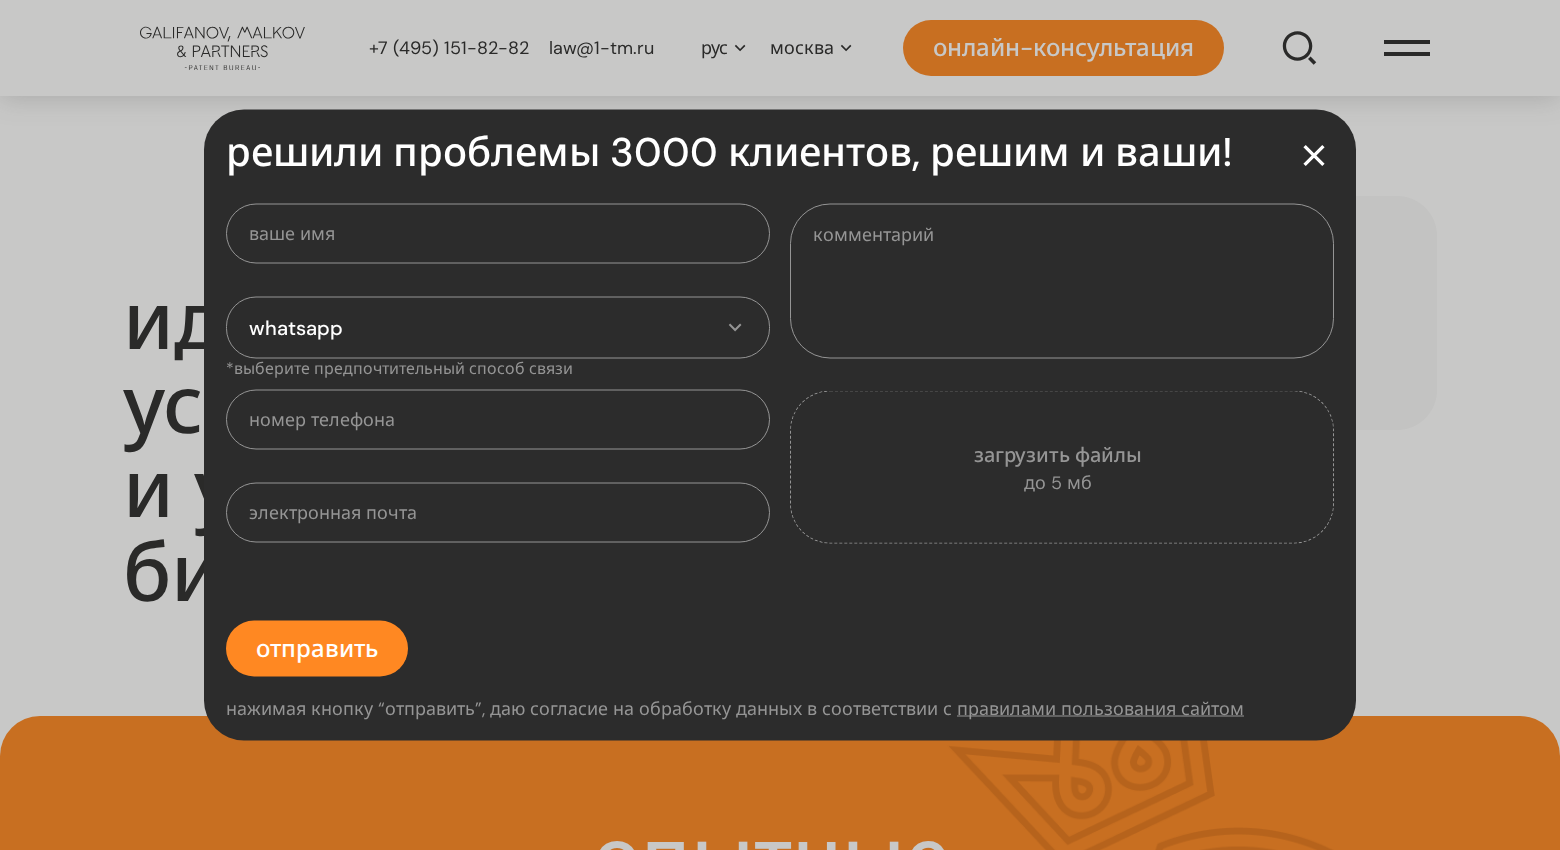 GALIFANOV, MALKOV
& PARTNERS
-PATENT BUREAU-
+7 (495) 151-82-82
law@1-tm.ru
рус
москва
онлайн-консультация
решили проблемы 3000 клиентов, решим и ваши!
ваше имя
комментарий
whatsapp
*выберите предпочтительный способ связи
номер телефона
загрузить файлы
до 5 мб
электронная почта
отправить
нажимая кнопку “отправить”, даю согласие на обработку данных в соответствии с правилами пользования сайтом
опытные